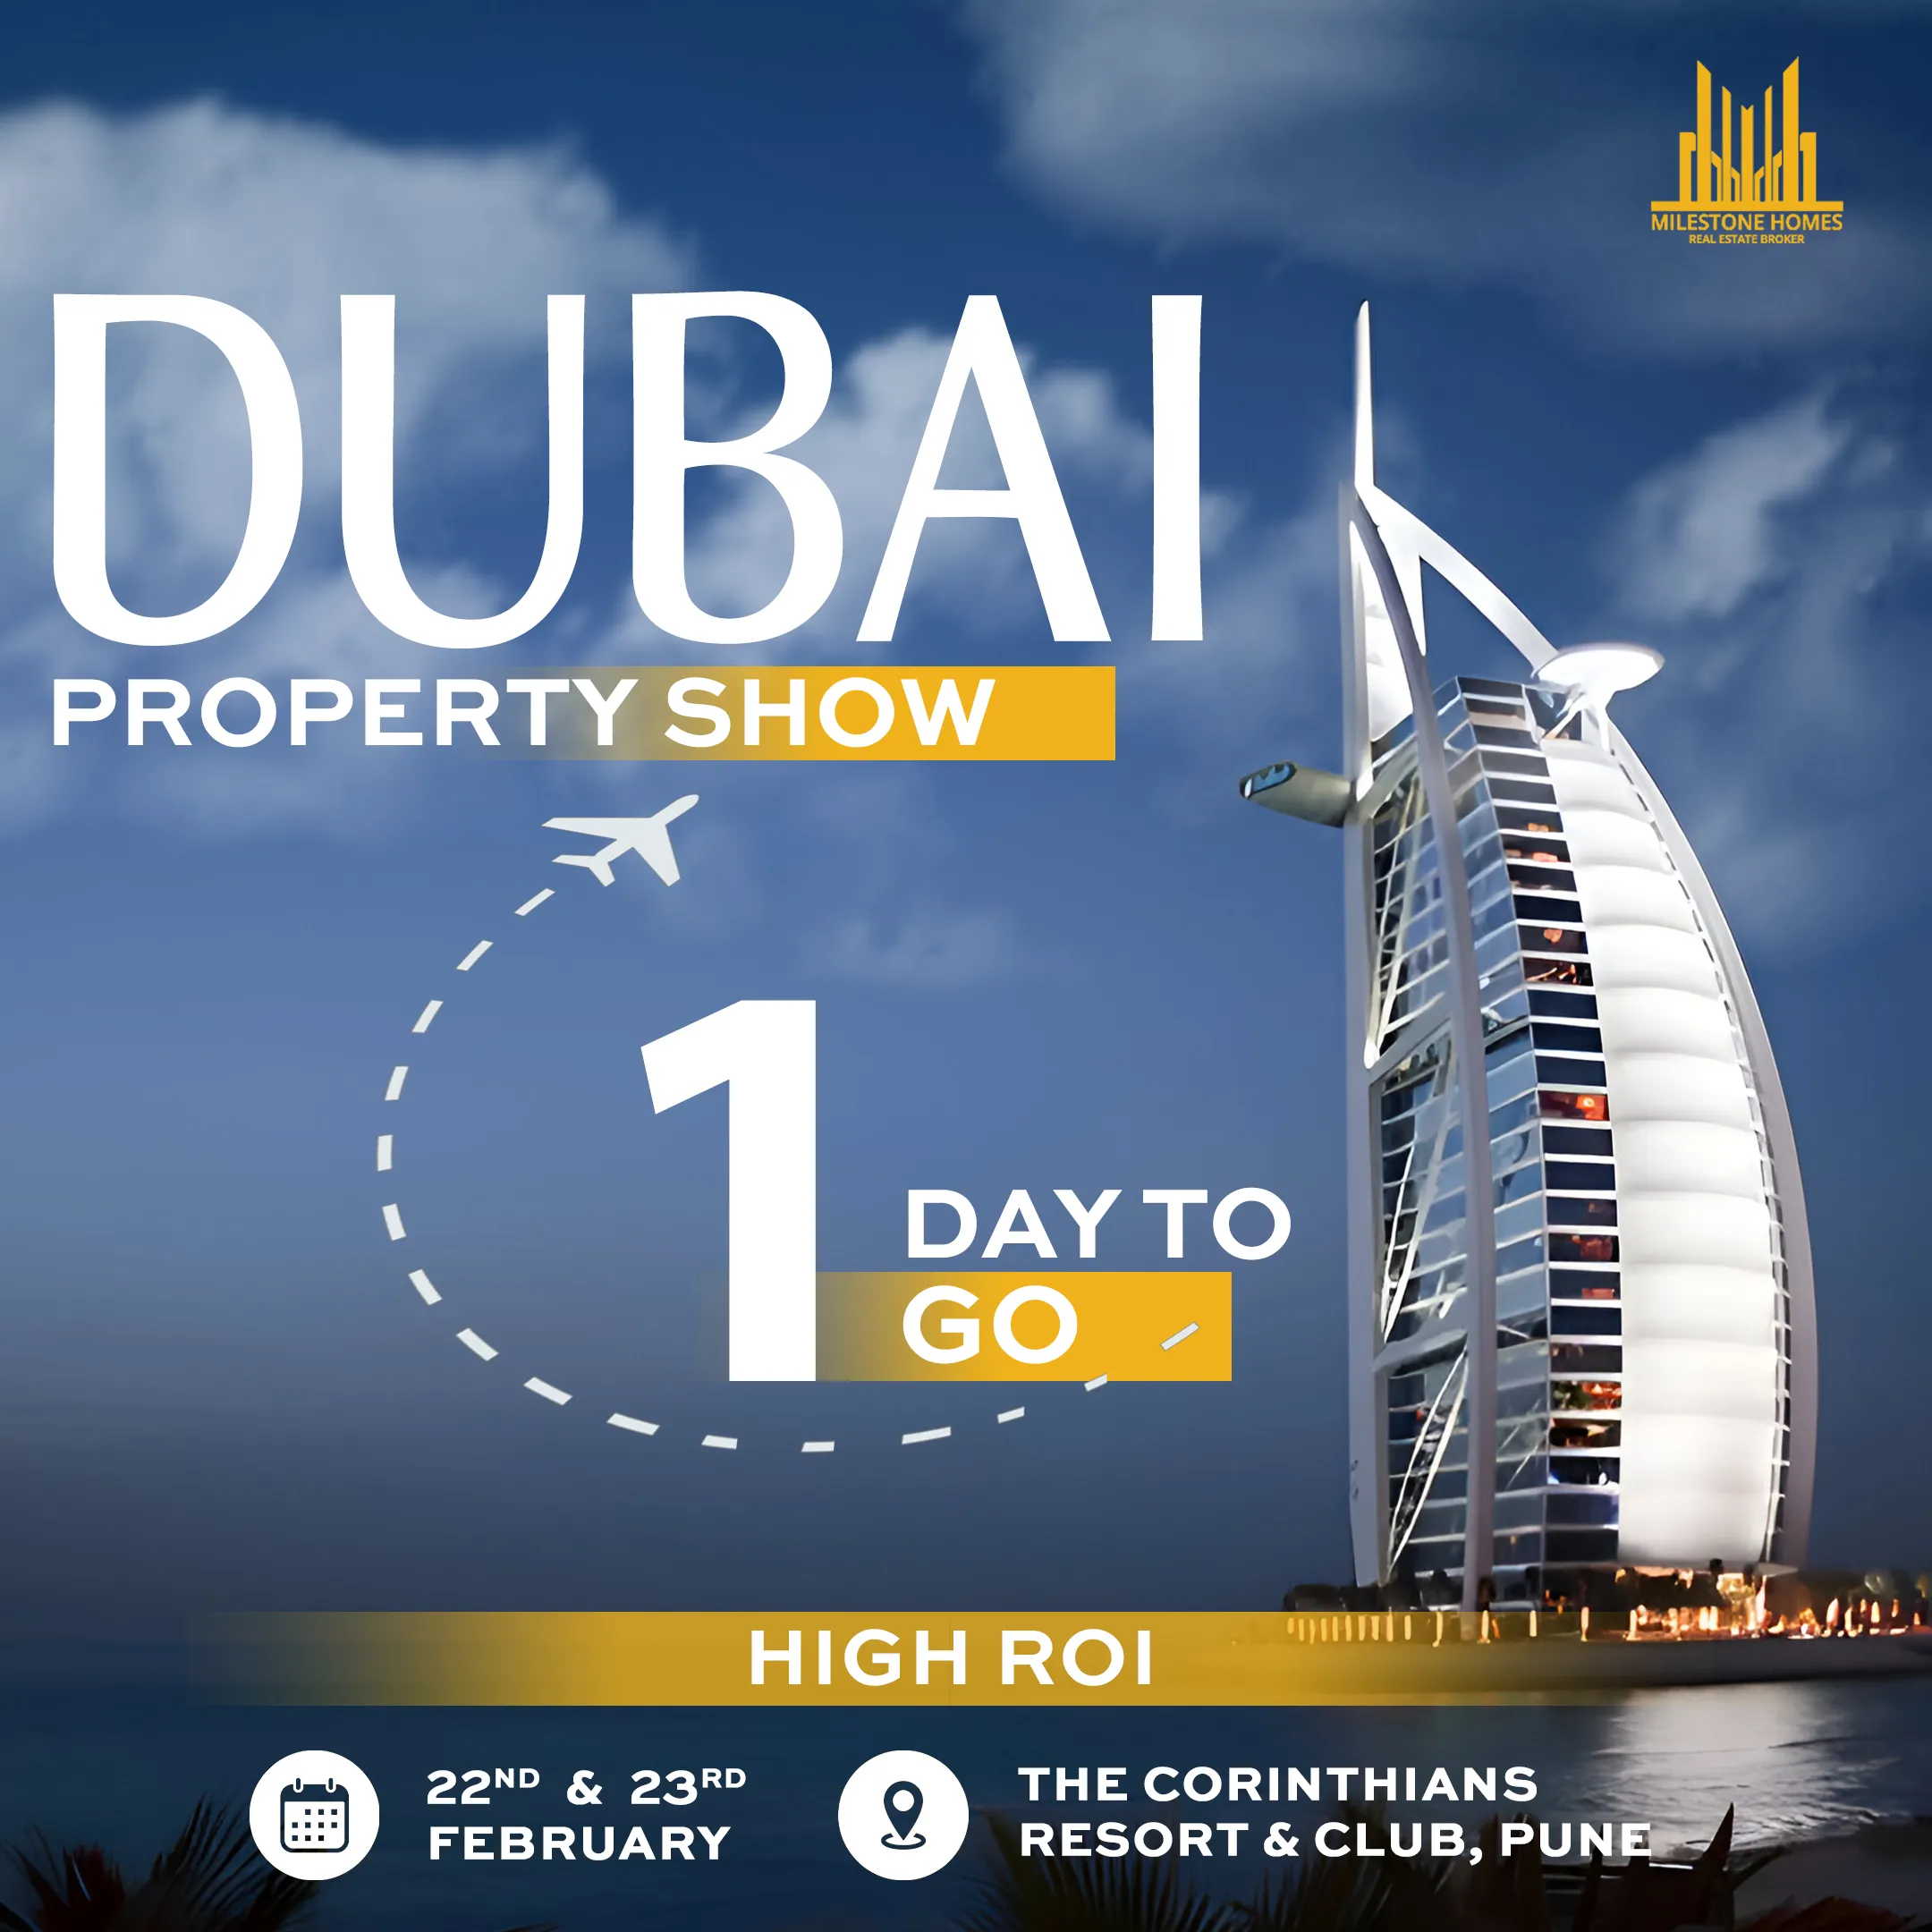 MILESTONE HOMES
REAL ESTATE BROKER
DUBAI
PROPERTY SHOW
1
DAY TO
GO
HIGH ROI
22ND & 23RD
FEBRUARY
THE CORINTHIANS
RESORT & CLUB, PUNE